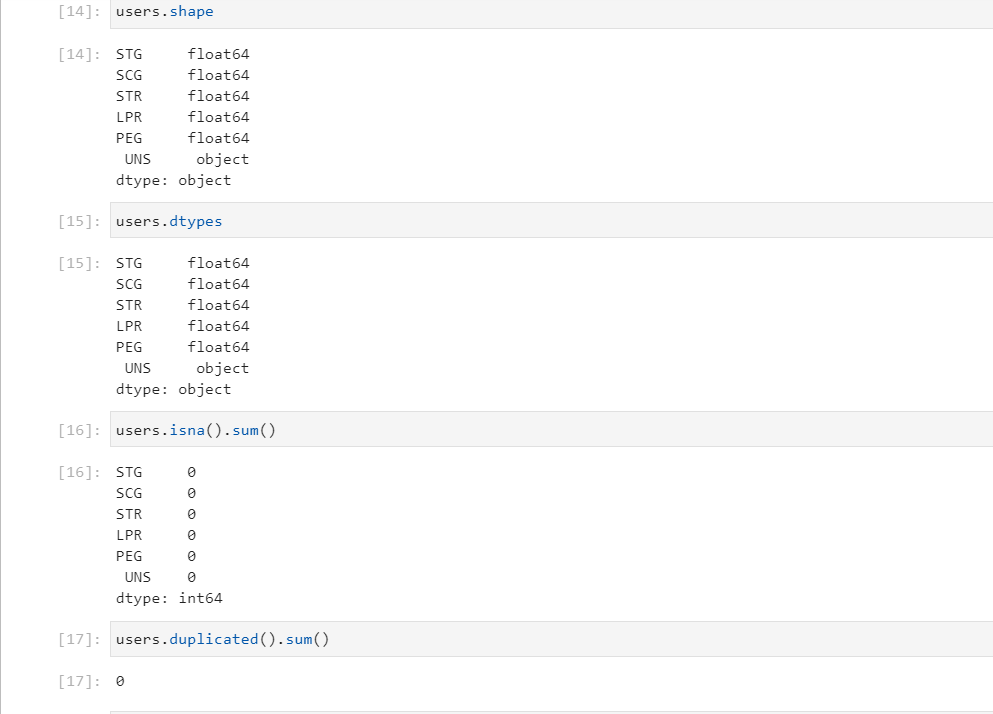 [14]: users.shape
[14]: STG     float64
SCG     float64
STR     float64
LPR     float64
PEG     float64
 UNS     object
dtype: object
[15]: users.dtypes
[15]: STG     float64
SCG     float64
STR     float64
LPR     float64
PEG     float64
 UNS     object
dtype: object
[16]: users.isna().sum()
[16]: STG     0
SCG     0
STR     0
LPR     0
PEG     0
 UNS    0
dtype: int64
[17]: users.duplicated().sum()
[17]: 0